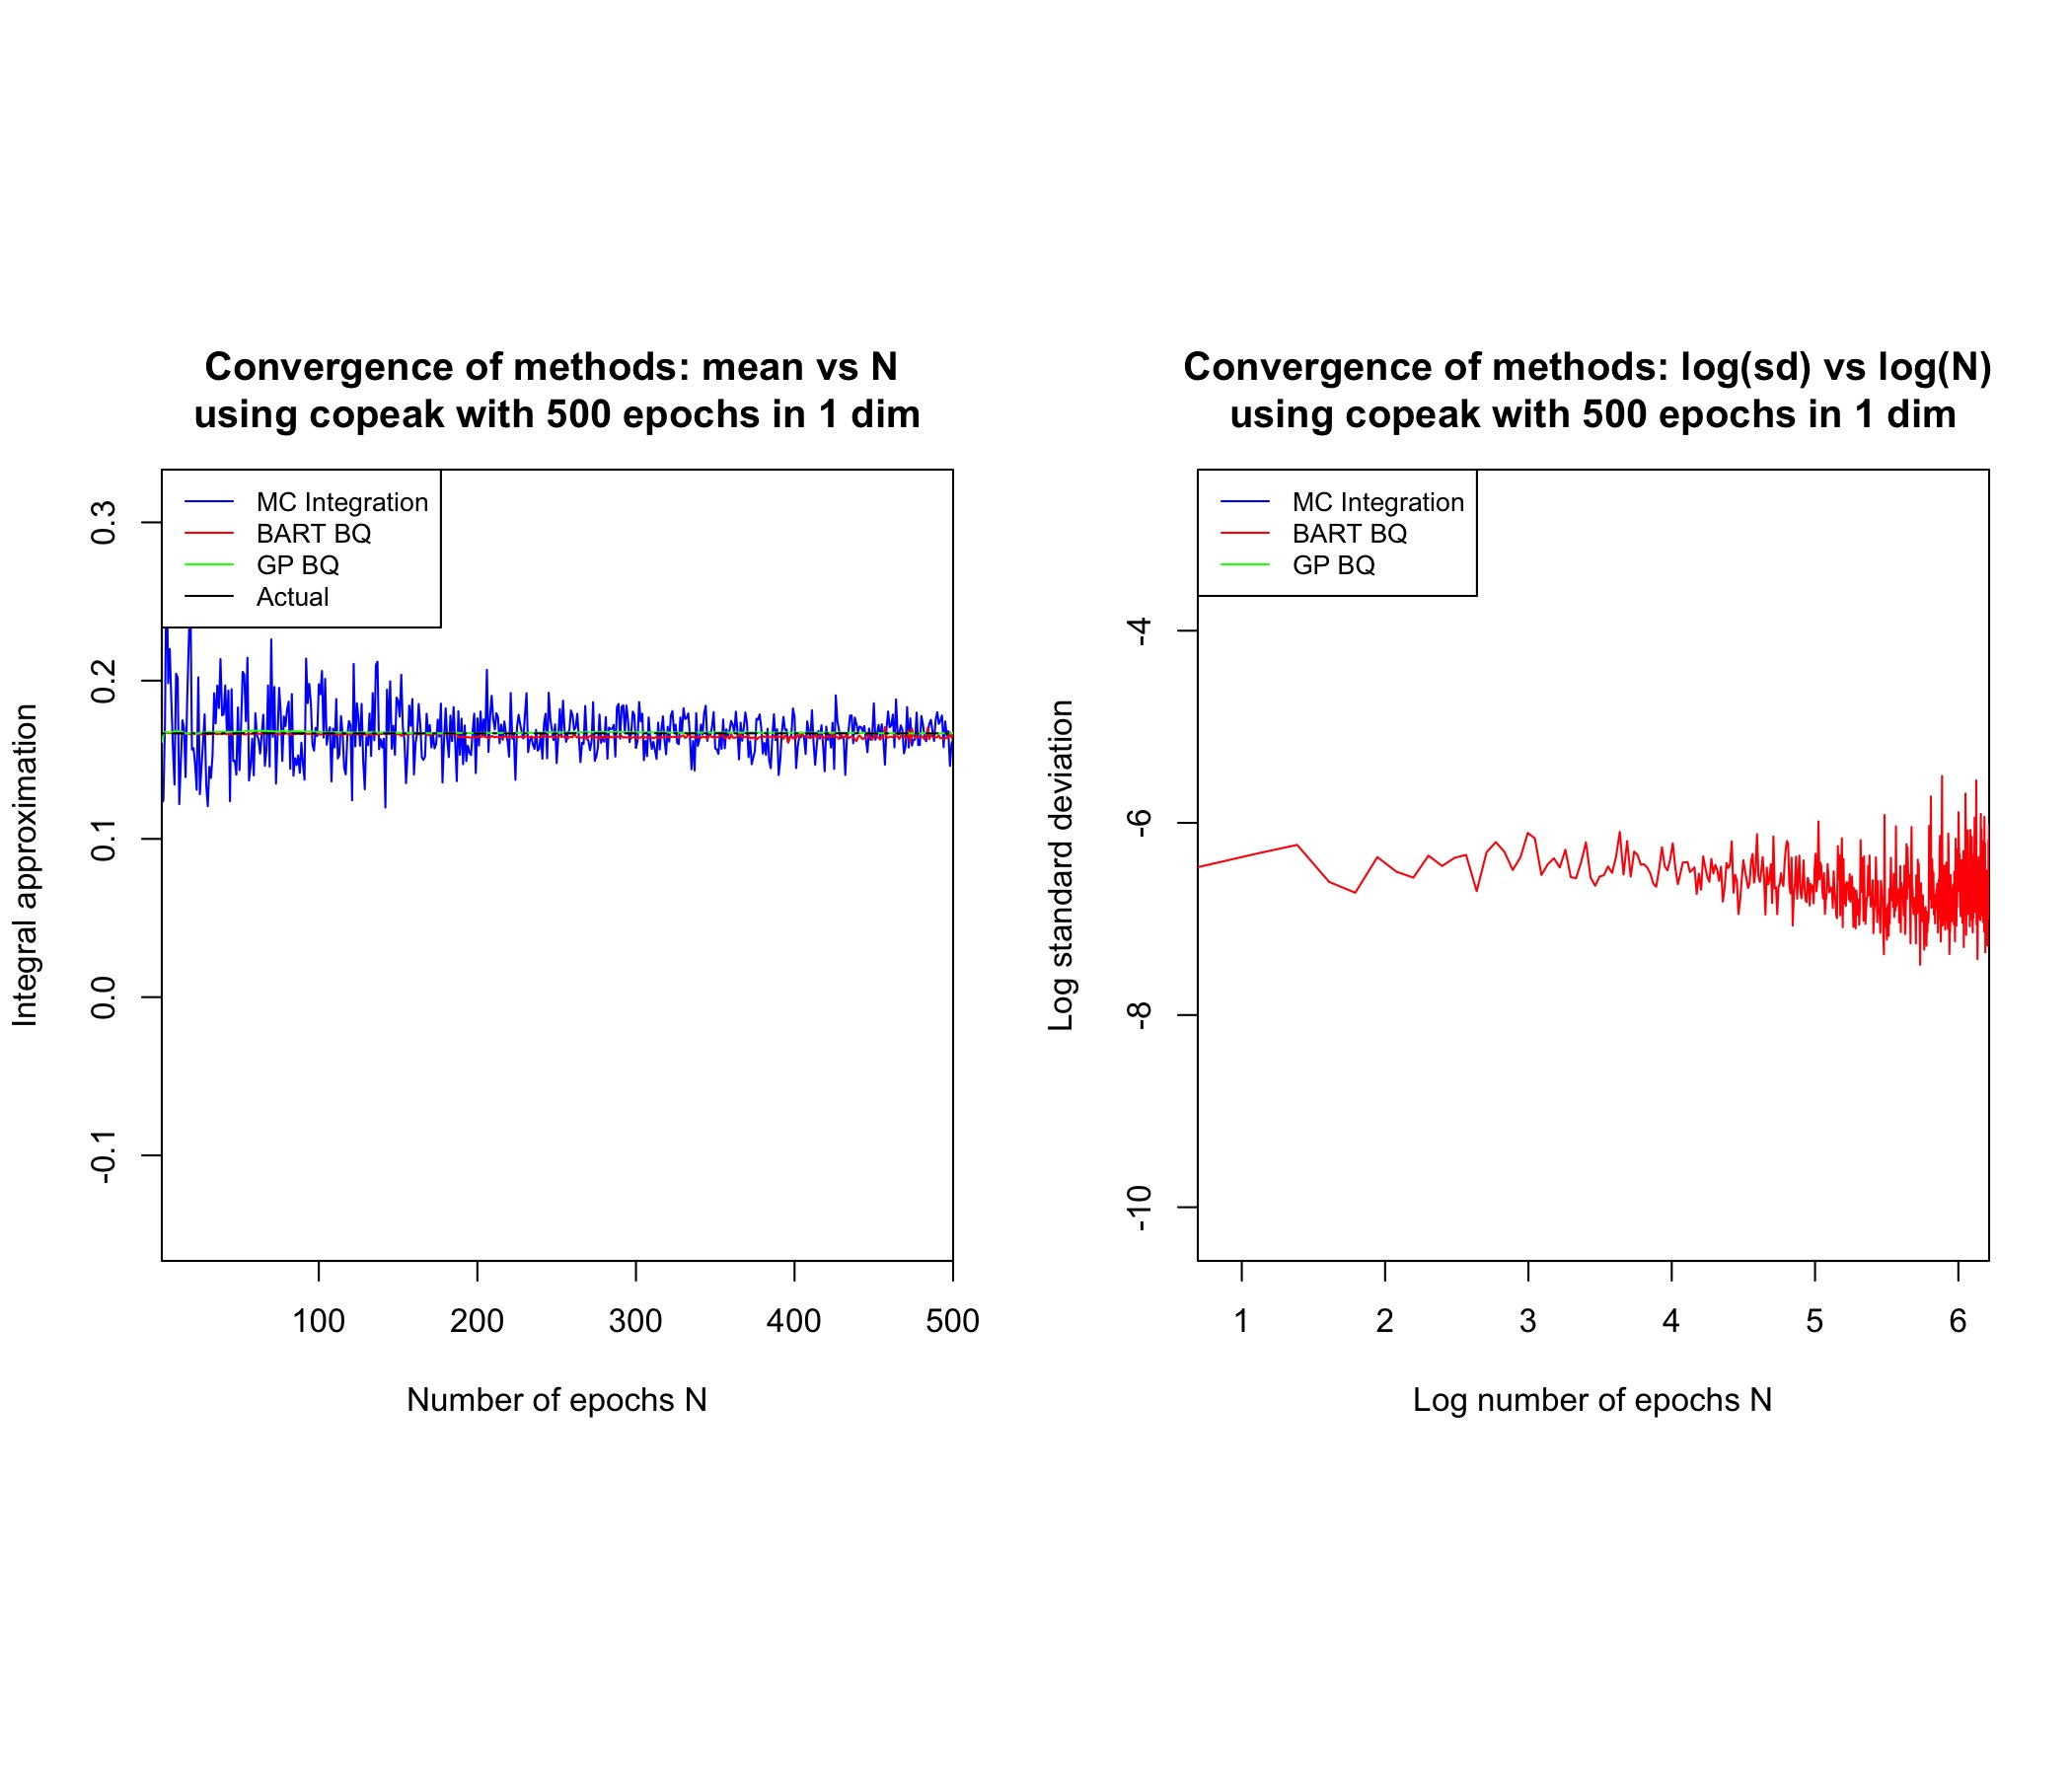 Convergence of methods: mean vs N
using copeak with 500 epochs in 1 dim
MC Integration
BART BQ
GP BQ
Actual
Integral approximation
0.3
0.2
0.1
0.0
-0.1
100 200 300 400 500
Number of epochs N
Convergence of methods: log(sd) vs log(N)
using copeak with 500 epochs in 1 dim
MC Integration
BART BQ
GP BQ
Log standard deviation
-4
-6
-8
-10
1 2 3 4 5 6
Log number of epochs N